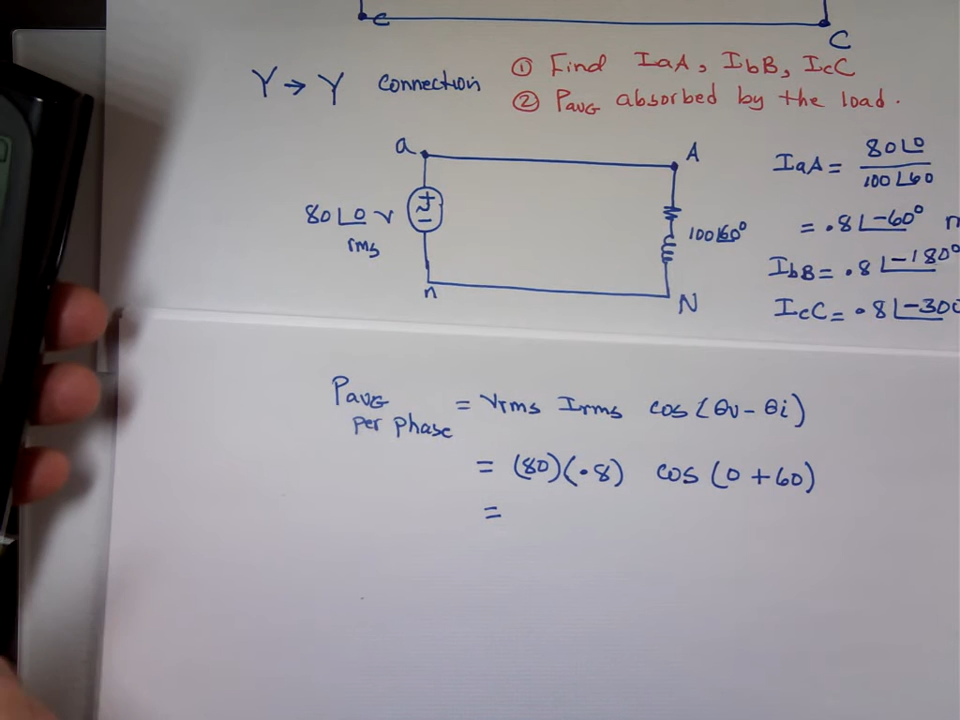 c
C
Y → Y connection
① Find IaA, IbB, IcC
② PAVG absorbed by the load.
a
A
80∠0 v
rms
+
~
−
100∠60°
n
N
IaA = 80∠0 / 100∠60
= .8∠-60°
IbB = .8∠-180°
IcC = .8∠-300
PAVG per phase = Vrms Irms cos(θv - θi)
= (80)(.8) cos(0 + 60)
=